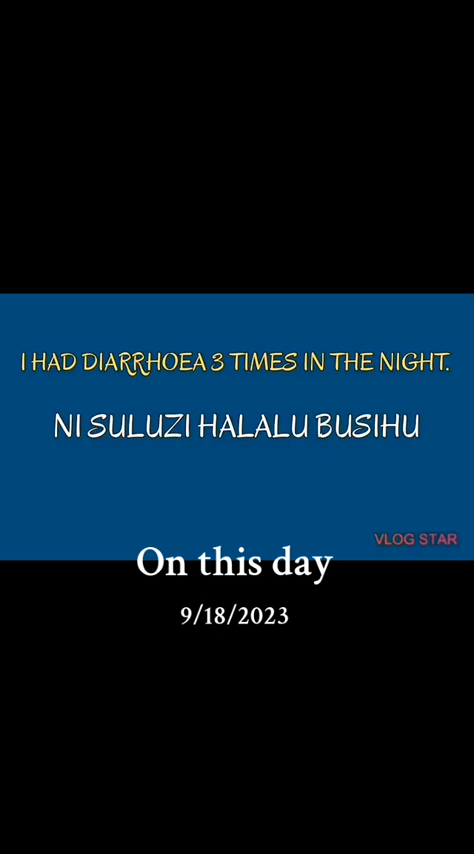 I HAD DIARRHOEA 3 TIMES IN THE NIGHT.
NI SULUZI HALALU BUSIHU
VLOG STAR
On this day
9/18/2023